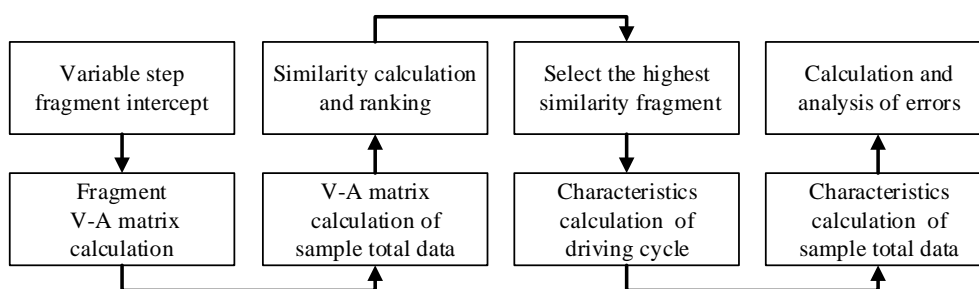 Variable step
fragment intercept
Similarity calculation
and ranking
Select the highest
similarity fragment
Calculation and
analysis of errors
Fragment
V-A matrix
calculation
V-A matrix
calculation of
sample total data
Characteristics
calculation of
driving cycle
Characteristics
calculation of
sample total data